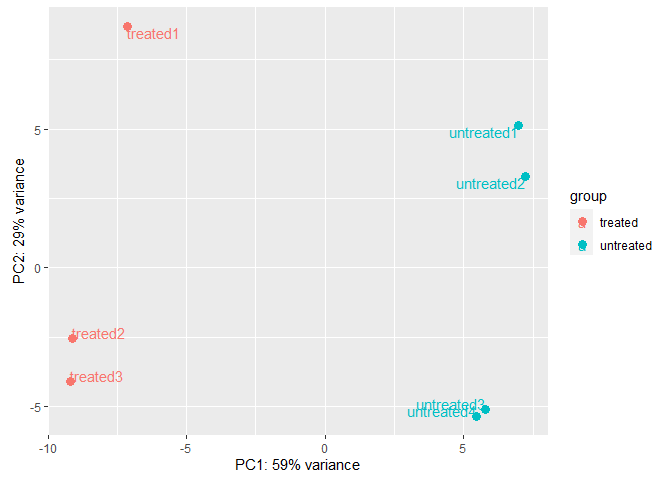 treated1
untreated1
untreated2
treated2
treated3
untreated3
untreated4
5
0
-5
-10
-5
0
5
PC1: 59% variance
PC2: 29% variance
group
a treated
a untreated